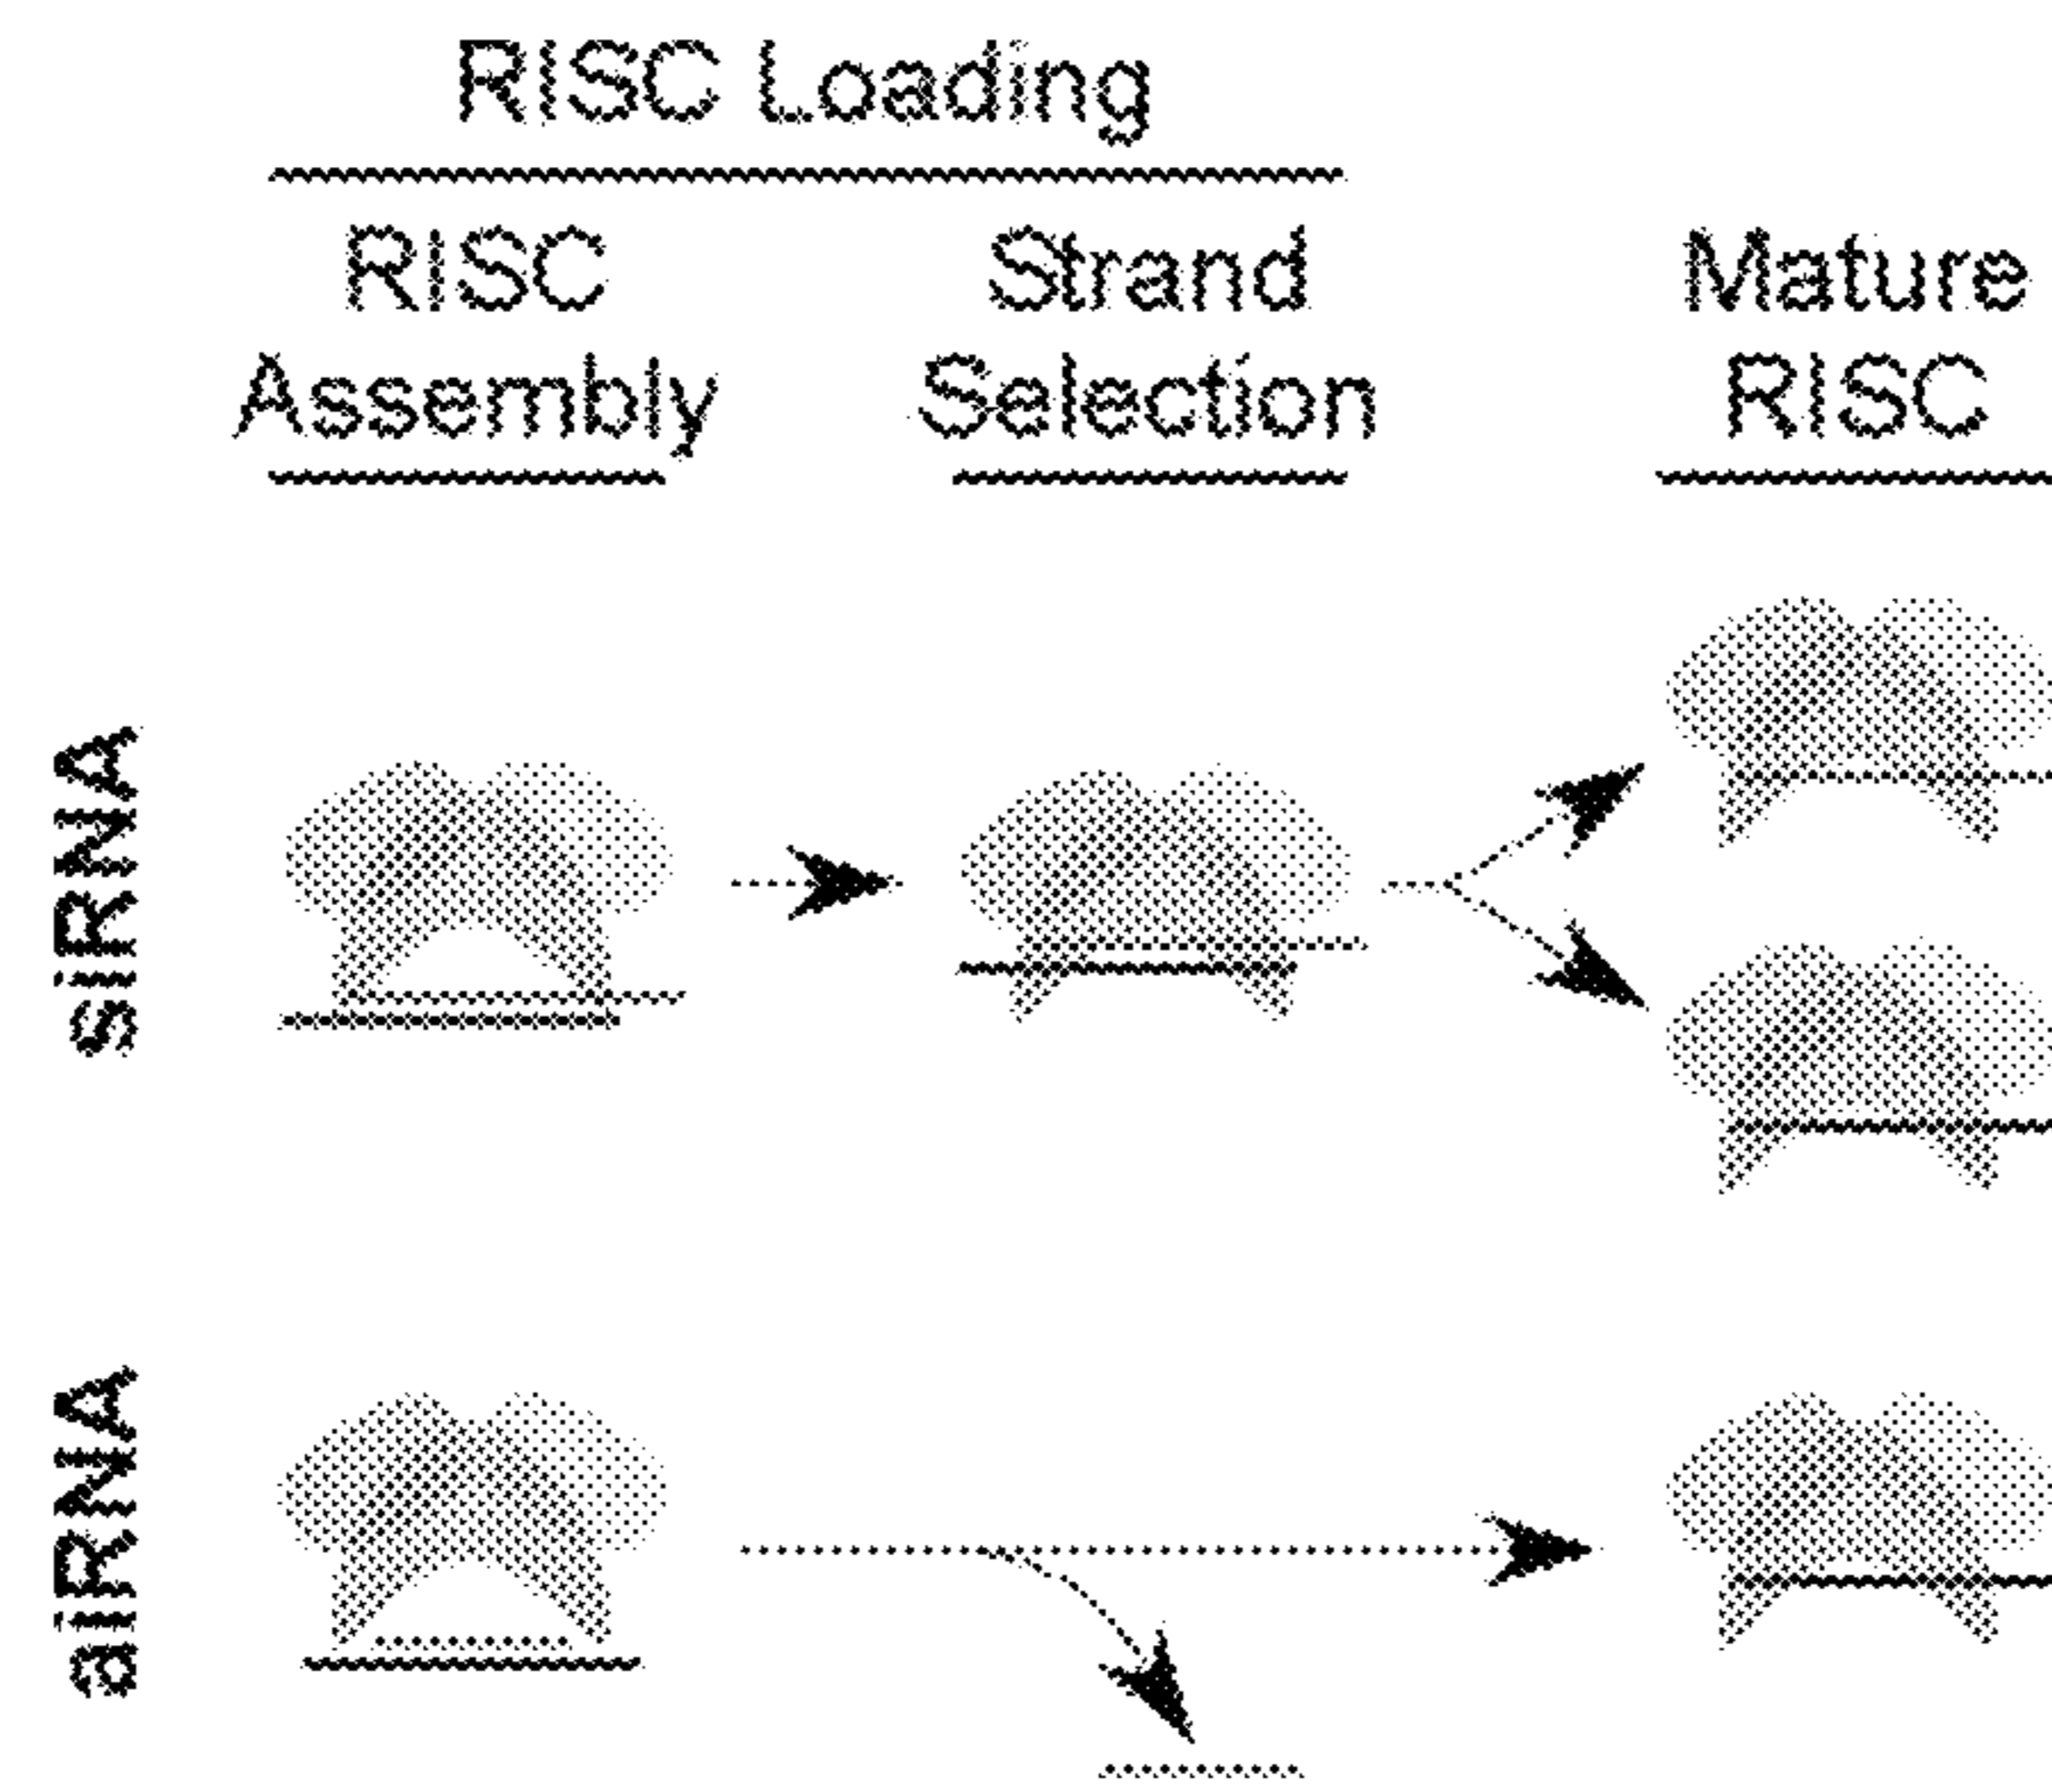 RISC Loading
RISC Assembly
Strand Selection
Mature RISC
siRNA
aiRNA